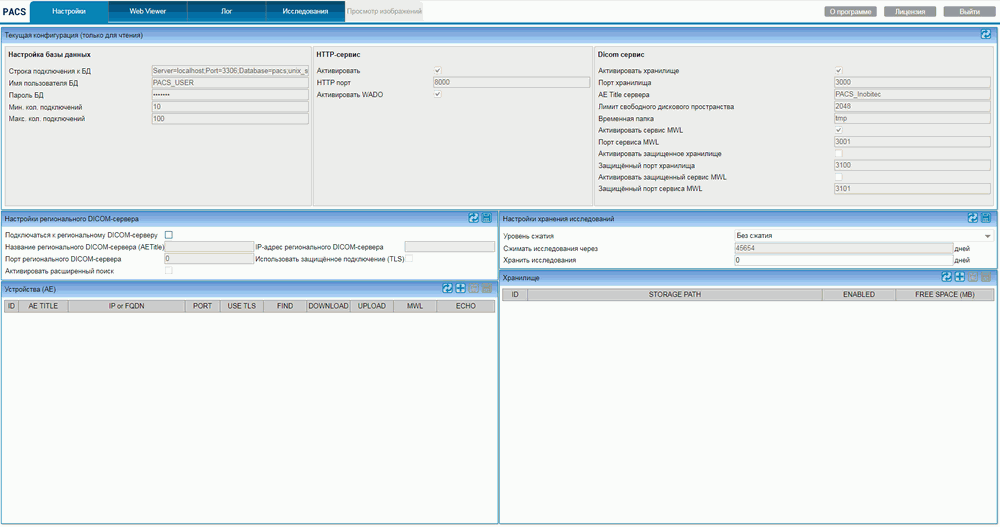 PACS Настройки Web Viewer Лог Исследования Просмотр изображений О программе Лицензия Выйти
Текущая конфигурация (только для чтения)
Настройка базы данных
Строка подключения к БД Server=localhost;Port=3306;Database=pacs;unix_s
Имя пользователя БД PACS_USER
Пароль БД •••••••
Мин. кол. подключений 10
Макс. кол. подключений 100
HTTP-сервис
Активировать
HTTP порт 8000
Активировать WADO
Dicom сервис
Активировать хранилище
Порт хранилища 3000
AE Title сервера PACS_Inobitec
Лимит свободного дискового пространства 2048
Временная папка tmp
Активировать сервис MWL
Порт сервиса MWL 3001
Активировать защищенное хранилище
Защищённый порт хранилища 3100
Активировать защищенный сервис MWL
Защищённый порт сервиса MWL 3101
Настройки регионального DICOM-сервера
Подключаться к региональному DICOM-серверу
Название регионального DICOM-сервера (AETitle) IP-адрес регионального DICOM-сервера
Порт регионального DICOM-сервера 0 Использовать защищённое подключение (TLS)
Активировать расширенный поиск
Настройки хранения исследований
Уровень сжатия Без сжатия
Сжимать исследования через 45654 дней
Хранить исследования 0 дней
Устройства (AE)
ID AE TITLE IP or FQDN PORT USE TLS FIND DOWNLOAD UPLOAD MWL ECHO
Хранилище
ID STORAGE PATH ENABLED FREE SPACE (MB)